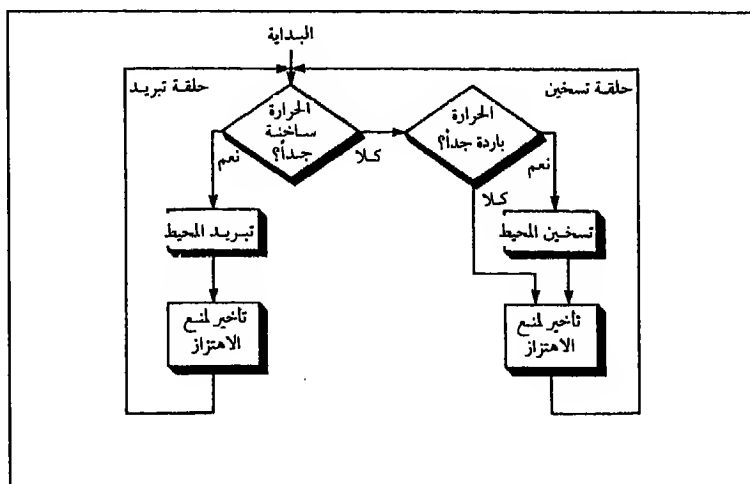 البداية
حلقة تسخين
حلقة تبريد
الحرارة
ساخنة
جداً؟
نعم
كلا
الحرارة
باردة جداً؟
نعم
كلا
تبريد المحيط
تسخين المحيط
تاخير لمنع
الاهتزاز
تأخير لمنع
الاهتزاز